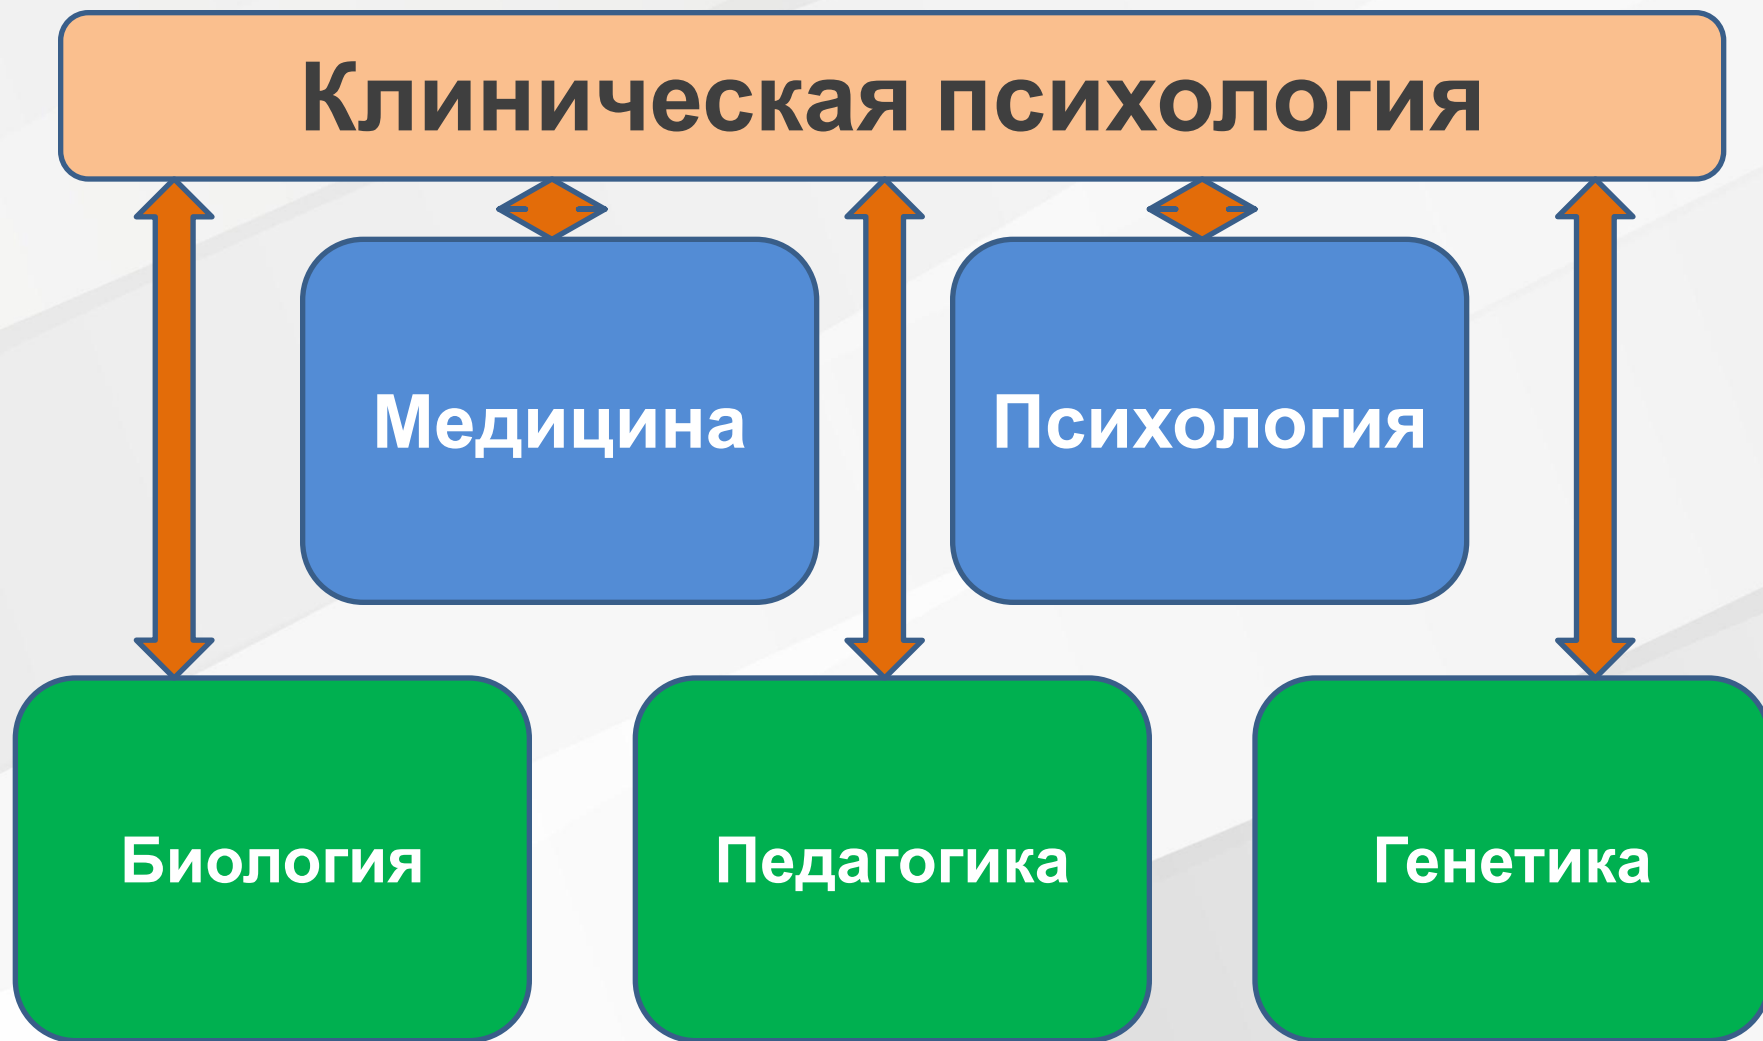 Клиническая психология
Медицина
Психология
Биология
Педагогика
Генетика